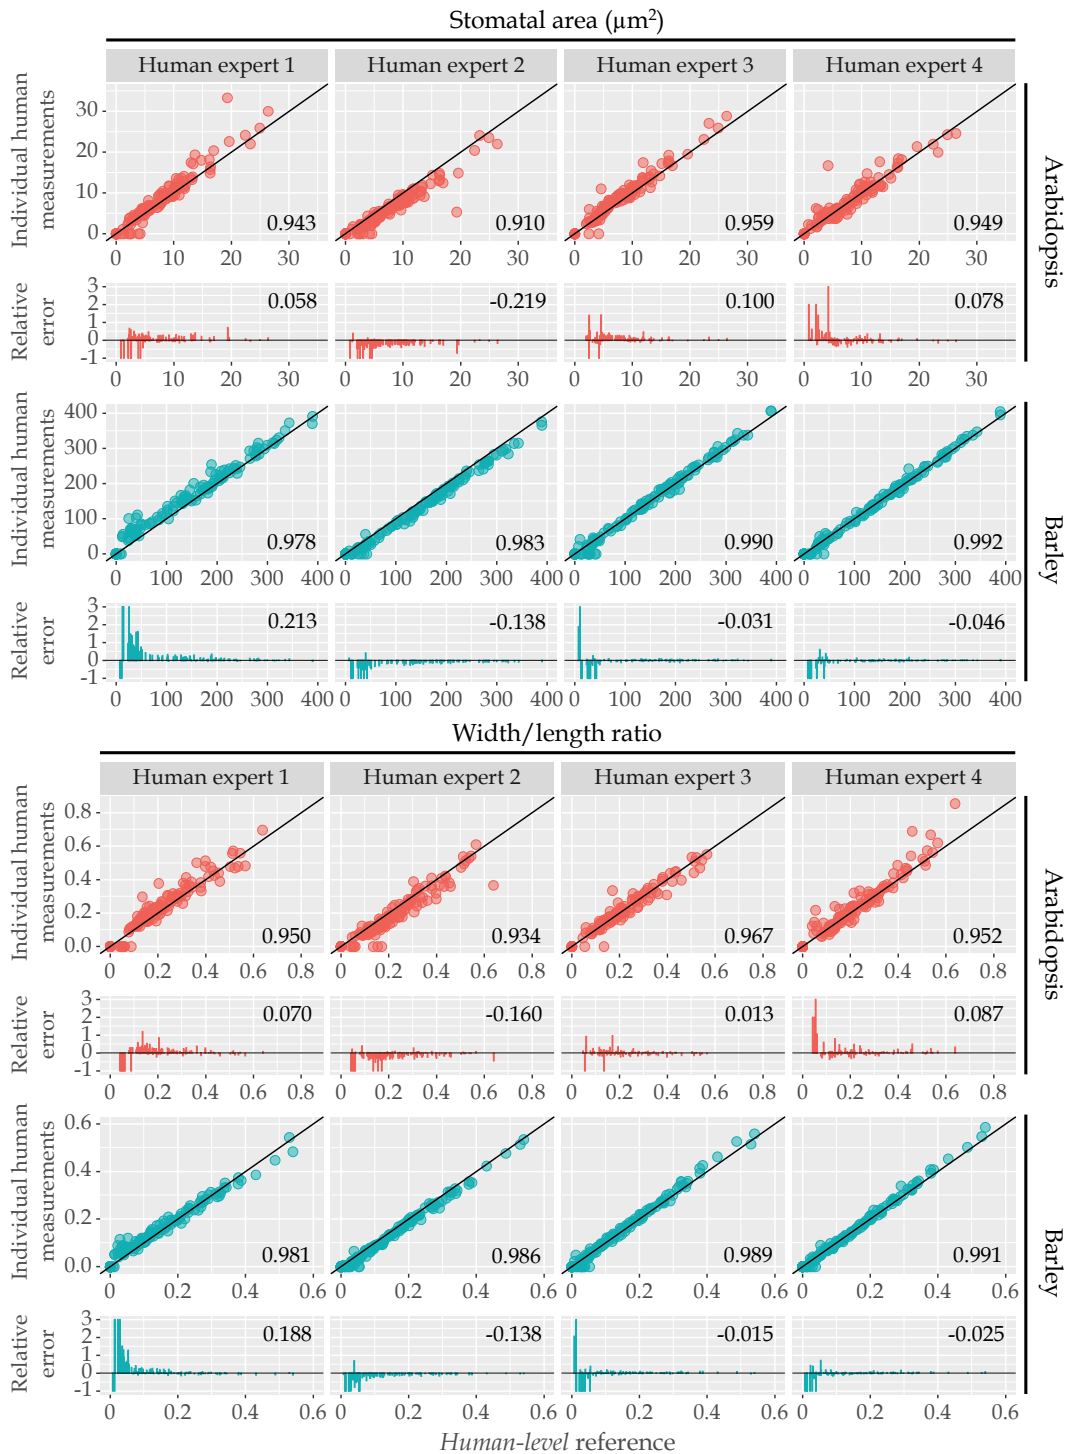 Stomatal area (µm²)
Human expert 1 Human expert 2 Human expert 3 Human expert 4
Individual human
measurements
30
20
10
0
0.943 0.910 0.959 0.949
0 10 20 30 0 10 20 30 0 10 20 30 0 10 20 30
Relative
error
3
2
1
0
-1
0.058 -0.219 0.100 0.078
0 10 20 30 0 10 20 30 0 10 20 30 0 10 20 30
Arabidopsis
Individual human
measurements
400
300
200
100
0
0.978 0.983 0.990 0.992
0 100 200 300 400 0 100 200 300 400 0 100 200 300 400 0 100 200 300 400
Relative
error
3
2
1
0
-1
0.213 -0.138 -0.031 -0.046
0 100 200 300 400 0 100 200 300 400 0 100 200 300 400 0 100 200 300 400
Barley
Width/length ratio
Human expert 1 Human expert 2 Human expert 3 Human expert 4
Individual human
measurements
0.8
0.6
0.4
0.2
0.0
0.950 0.934 0.967 0.952
0 0.2 0.4 0.6 0.8 0 0.2 0.4 0.6 0.8 0 0.2 0.4 0.6 0.8 0 0.2 0.4 0.6 0.8
Relative
error
3
2
1
0
-1
0.070 -0.160 0.013 0.087
0 0.2 0.4 0.6 0.8 0 0.2 0.4 0.6 0.8 0 0.2 0.4 0.6 0.8 0 0.2 0.4 0.6 0.8
Arabidopsis
Individual human
measurements
0.6
0.4
0.2
0.0
0.981 0.986 0.989 0.991
0 0.2 0.4 0.6 0 0.2 0.4 0.6 0 0.2 0.4 0.6 0 0.2 0.4 0.6
Relative
error
3
2
1
0
-1
0.188 -0.138 -0.015 -0.025
0 0.2 0.4 0.6 0 0.2 0.4 0.6 0 0.2 0.4 0.6 0 0.2 0.4 0.6
Barley
Human-level reference